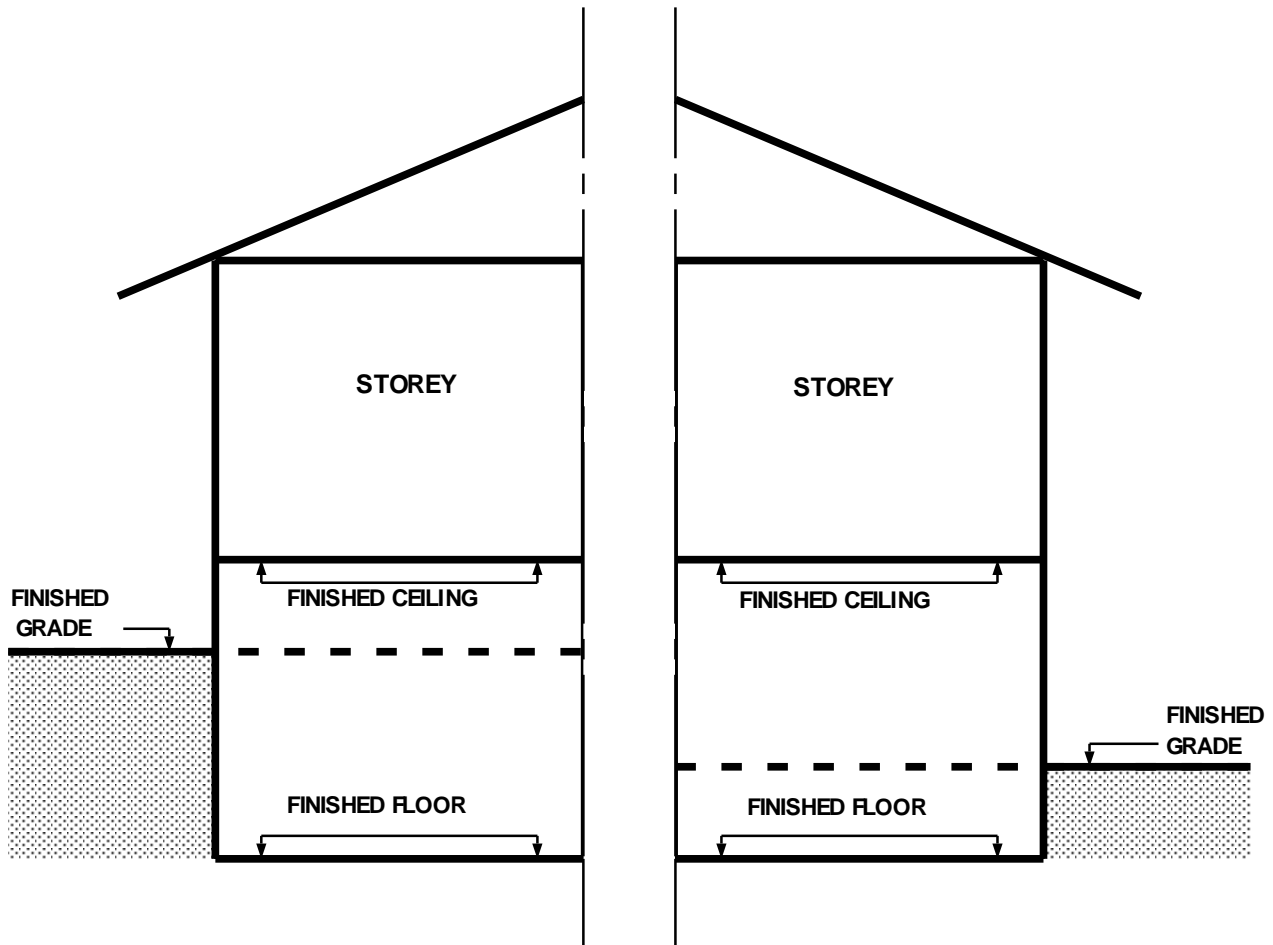 STOREY
STOREY
FINISHED CEILING
FINISHED CEILING
FINISHED
GRADE
FINISHED
GRADE
FINISHED FLOOR
FINISHED FLOOR